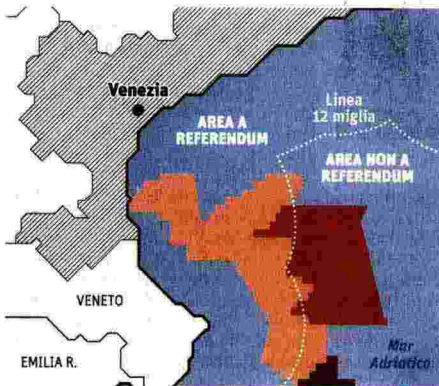 Venezia
AREA A
REFERENDUM
Linea
12 miglia
AREA NON A
REFERENDUM
VENETO
EMILIA R.
Mar
Adriatico